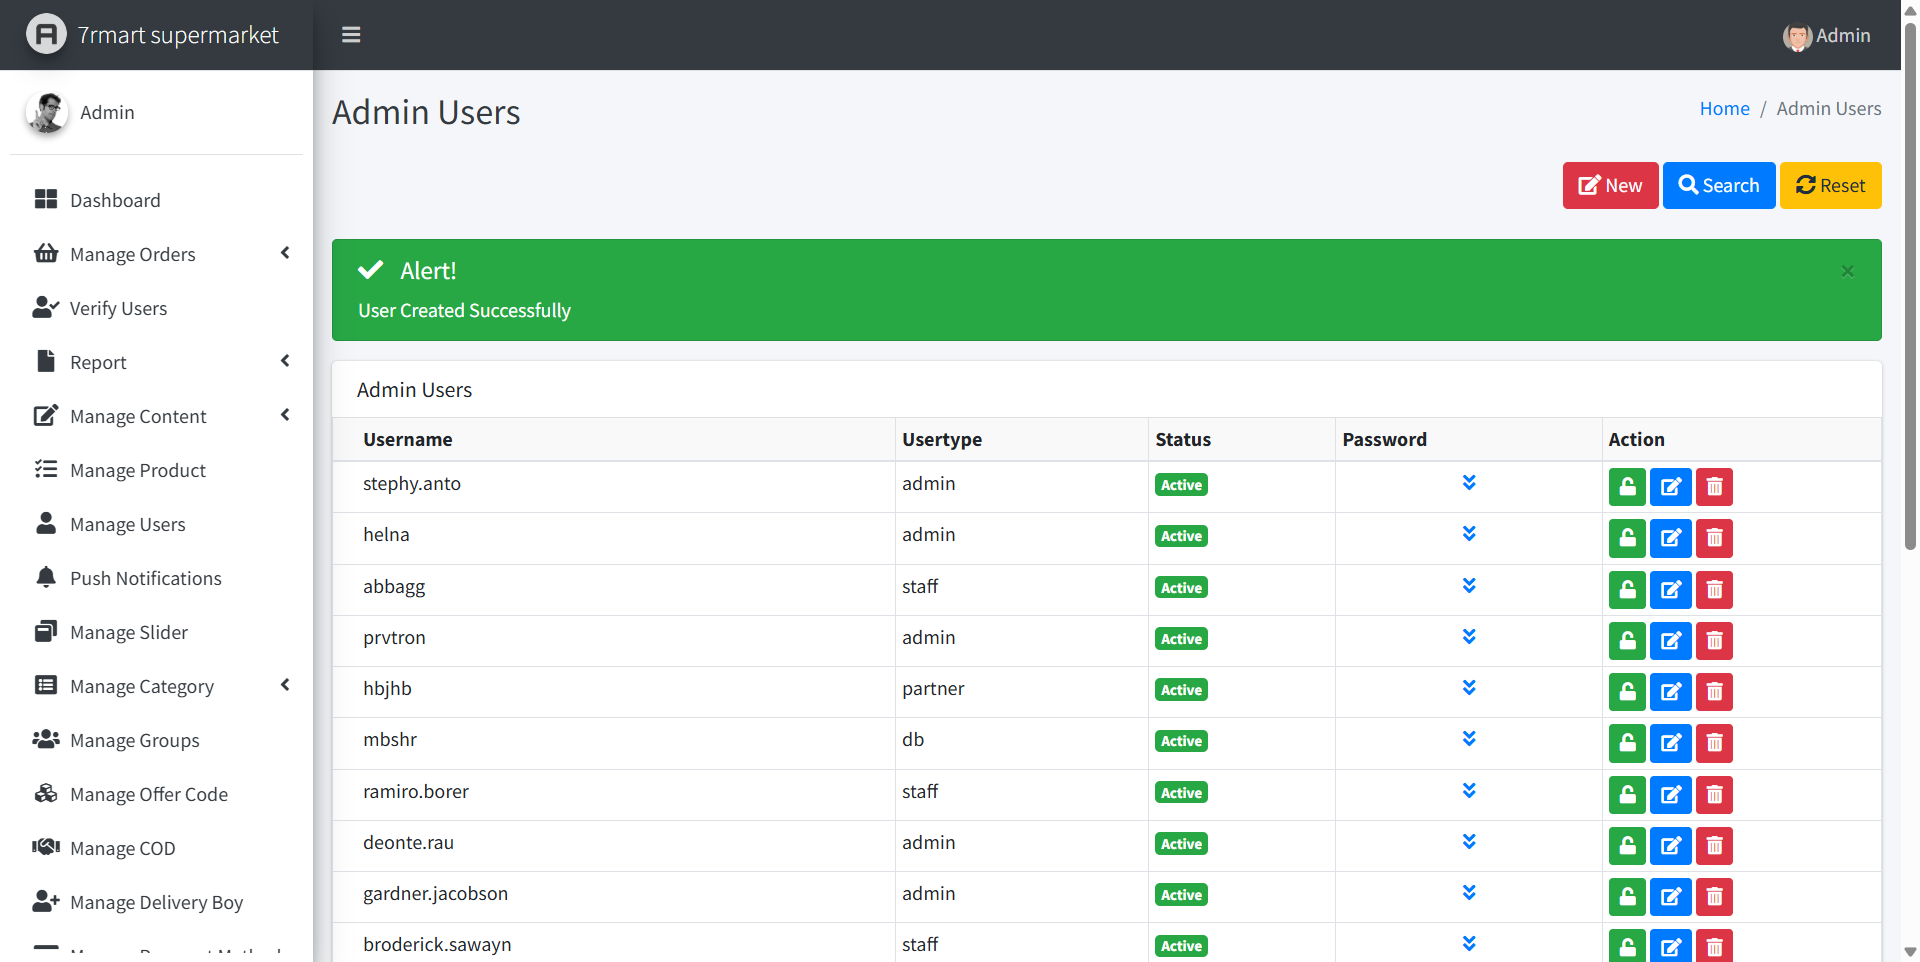 7rmart supermarket
Admin
Admin
Dashboard
Manage Orders
Verify Users
Report
Manage Content
Manage Product
Manage Users
Push Notifications
Manage Slider
Manage Category
Manage Groups
Manage Offer Code
Manage COD
Manage Delivery Boy
Admin Users
Home / Admin Users
New
Search
Reset
Alert!
×
User Created Successfully
Admin Users
Username Usertype Status Password Action
stephy.anto admin Active
helna admin Active
abbagg staff Active
prvtron admin Active
hbjhb partner Active
mbshr db Active
ramiro.borer staff Active
deonte.rau admin Active
gardner.jacobson admin Active
broderick.sawayn staff Active